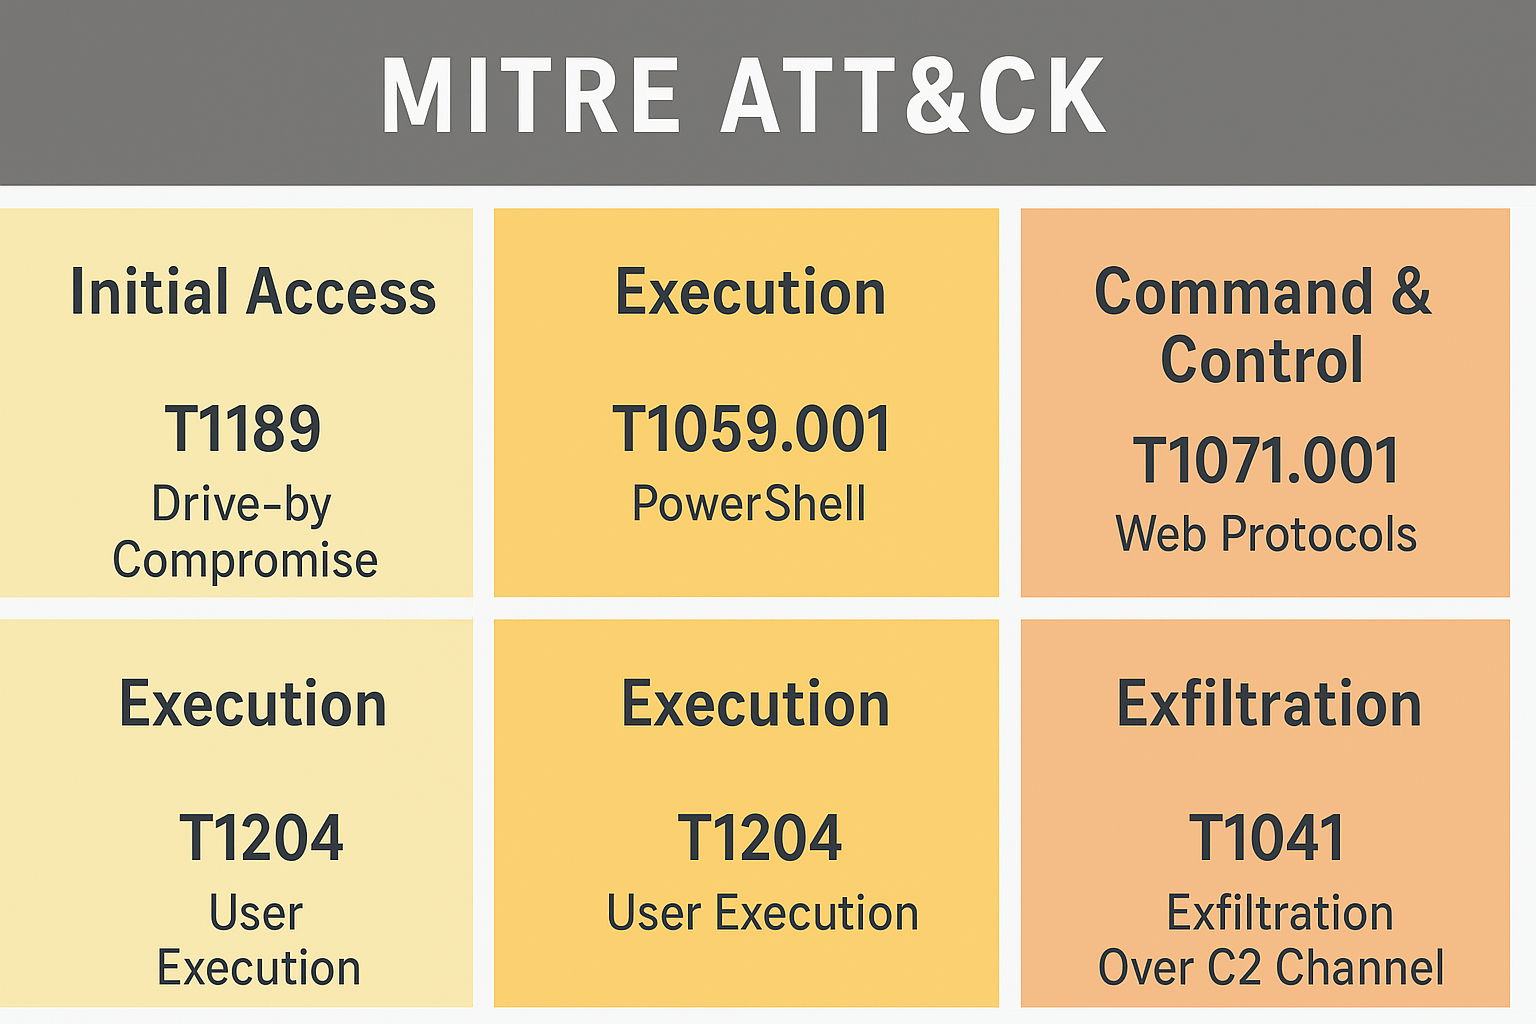 MITRE ATT&CK
Initial Access
T1189
Drive-by
Compromise
Execution
T1059.001
PowerShell
Command &
Control
T1071.001
Web Protocols
Execution
T1204
User
Execution
Execution
T1204
User Execution
Exfiltration
T1041
Exfiltration
Over C2 Channel